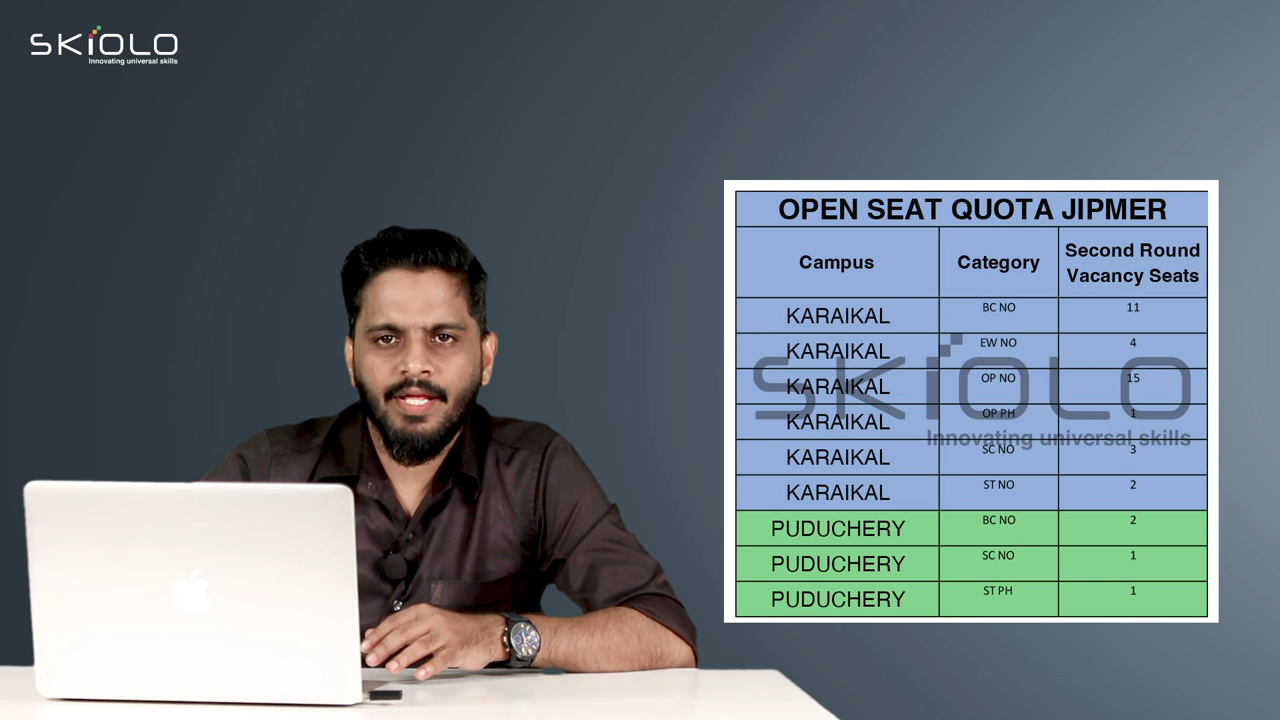 SKiOLO
Innovating universal skills
OPEN SEAT QUOTA JIPMER
Campus Category Second Round
Vacancy Seats
KARAIKAL BC NO 11
KARAIKAL EW NO 4
KARAIKAL OP NO 15
KARAIKAL OP PH 1
KARAIKAL SC NO 3
KARAIKAL ST NO 2
PUDUCHERY BC NO 2
PUDUCHERY SC NO 1
PUDUCHERY ST PH 1
SKiOLO
Innovating universal skills